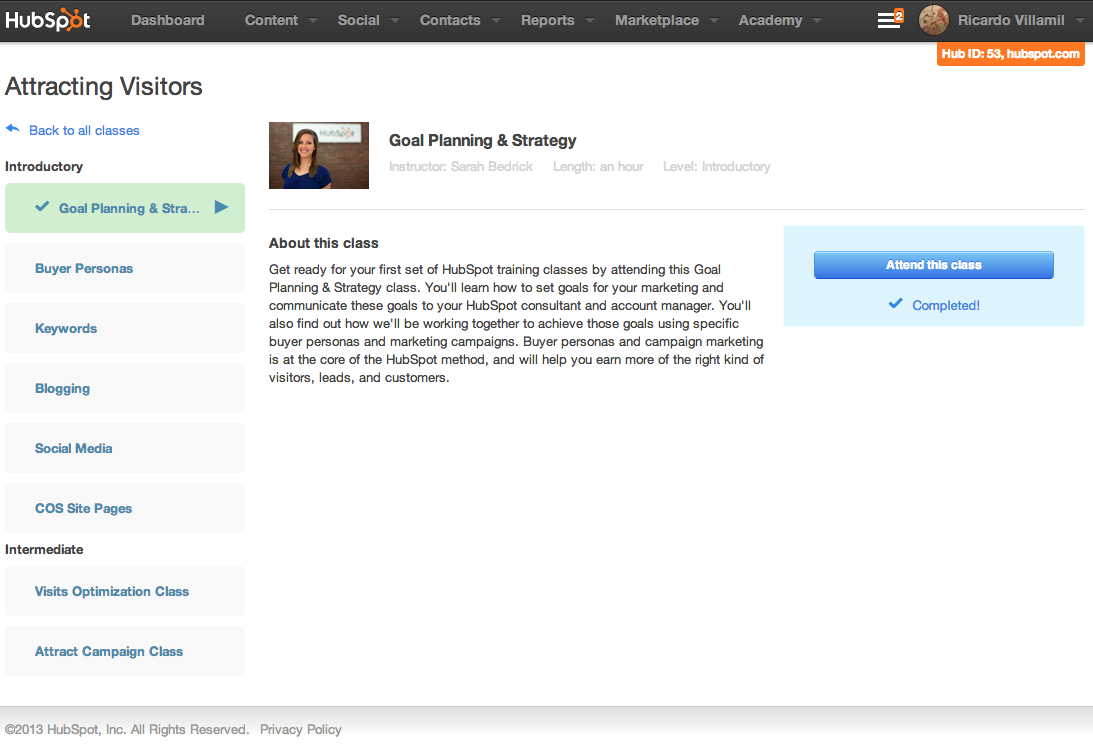 HubSpot Dashboard Content Social Contacts Reports Marketplace Academy 2 Ricardo Villamil
Hub ID: 53, hubspot.com
Attracting Visitors
Back to all classes
Introductory
Goal Planning & Stra...
Buyer Personas
Keywords
Blogging
Social Media
COS Site Pages
Intermediate
Visits Optimization Class
Attract Campaign Class
HubSpot
Goal Planning & Strategy
Instructor: Sarah Bedrick Length: an hour Level: Introductory
About this class
Get ready for your first set of HubSpot training classes by attending this Goal
Planning & Strategy class. You'll learn how to set goals for your marketing and
communicate these goals to your HubSpot consultant and account manager. You'll
also find out how we'll be working together to achieve those goals using specific
buyer personas and marketing campaigns. Buyer personas and campaign marketing
is at the core of the HubSpot method, and will help you earn more of the right kind of
visitors, leads, and customers.
Attend this class
Completed!
©2013 HubSpot, Inc. All Rights Reserved. Privacy Policy